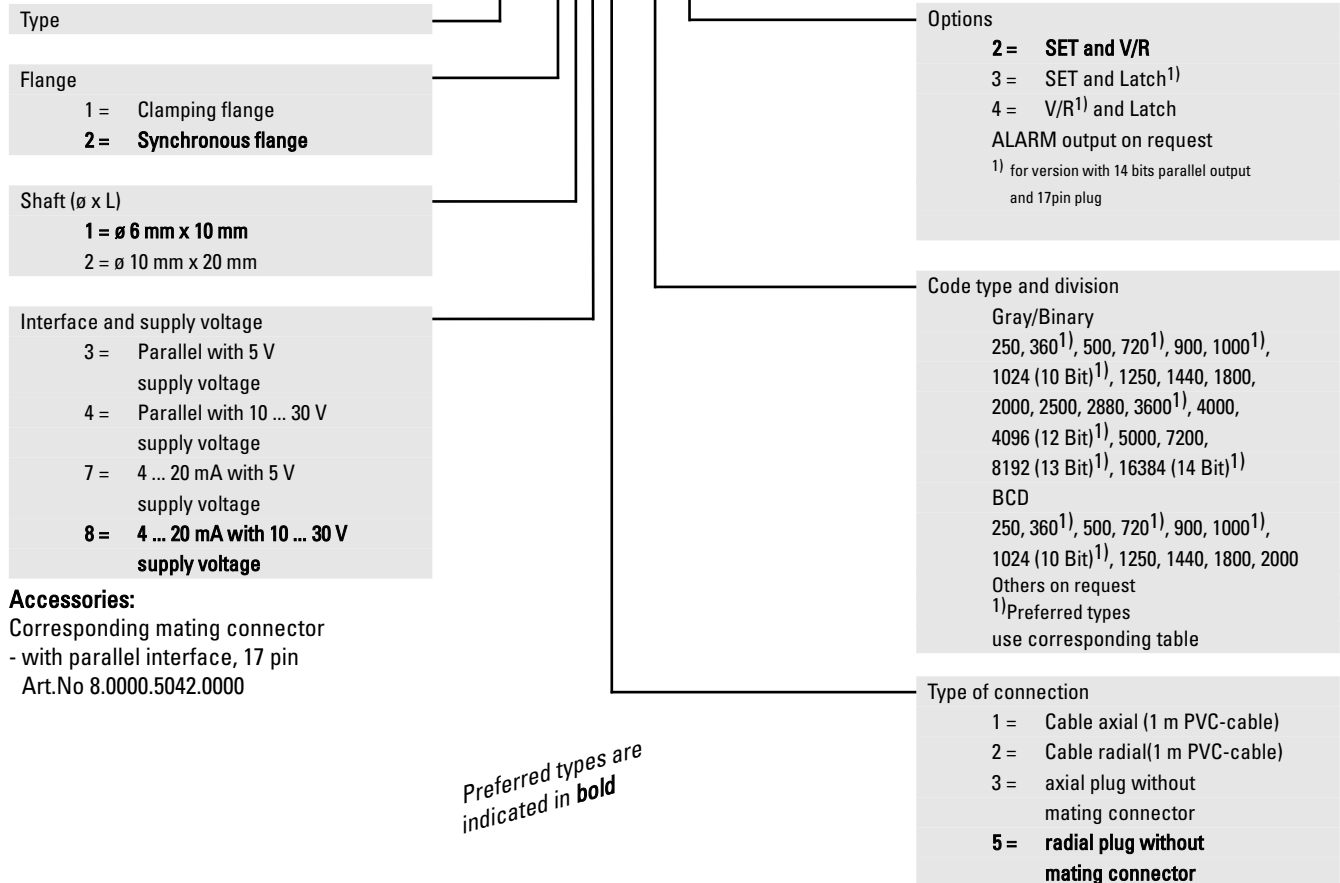 Type
Flange
1 = Clamping flange
2 = Synchronous flange
Shaft (ø x L)
1 = ø 6 mm x 10 mm
2 = ø 10 mm x 20 mm
Interface and supply voltage
3 = Parallel with 5 V
supply voltage
4 = Parallel with 10 ... 30 V
supply voltage
7 = 4 ... 20 mA with 5 V
supply voltage
8 = 4 ... 20 mA with 10 ... 30 V
supply voltage
Accessories:
Corresponding mating connector
- with parallel interface, 17 pin
Art.No 8.0000.5042.0000
Preferred types are
indicated in bold
Options
2 = SET and V/R
3 = SET and Latch1)
4 = V/R1) and Latch
ALARM output on request
1) for version with 14 bits parallel output
and 17pin plug
Code type and division
Gray/Binary
250, 3601), 500, 7201), 900, 10001),
1024 (10 Bit)1), 1250, 1440, 1800,
2000, 2500, 2880, 36001), 4000,
4096 (12 Bit)1), 5000, 7200,
8192 (13 Bit)1), 16384 (14 Bit)1)
BCD
250, 3601), 500, 7201), 900, 10001),
1024 (10 Bit)1), 1250, 1440, 1800, 2000
Others on request
1)Preferred types
use corresponding table
Type of connection
1 = Cable axial (1 m PVC-cable)
2 = Cable radial(1 m PVC-cable)
3 = axial plug without
mating connector
5 = radial plug without
mating connector